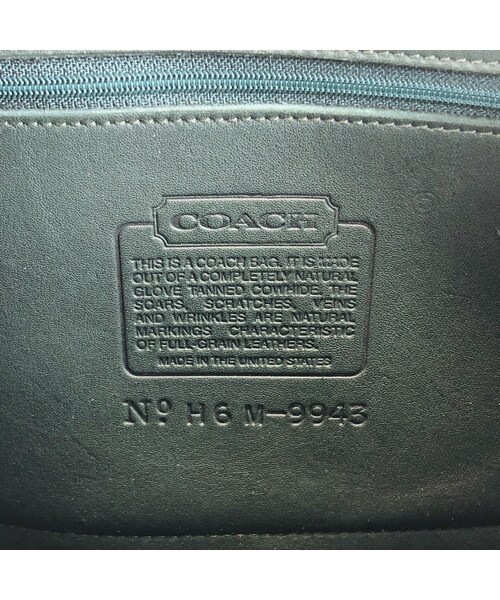 COACH
THIS IS A COACH BAG. IT IS MADE
OUT OF A COMPLETELY NATURAL
GLOVE TANNED COWHIDE. THE
SCARS, SCRATCHES, VEINS
AND WRINKLES ARE NATURAL
MARKINGS CHARACTERISTIC
OF FULL-GRAIN LEATHERS.
MADE IN THE UNITED STATES
Nº H6M-9943